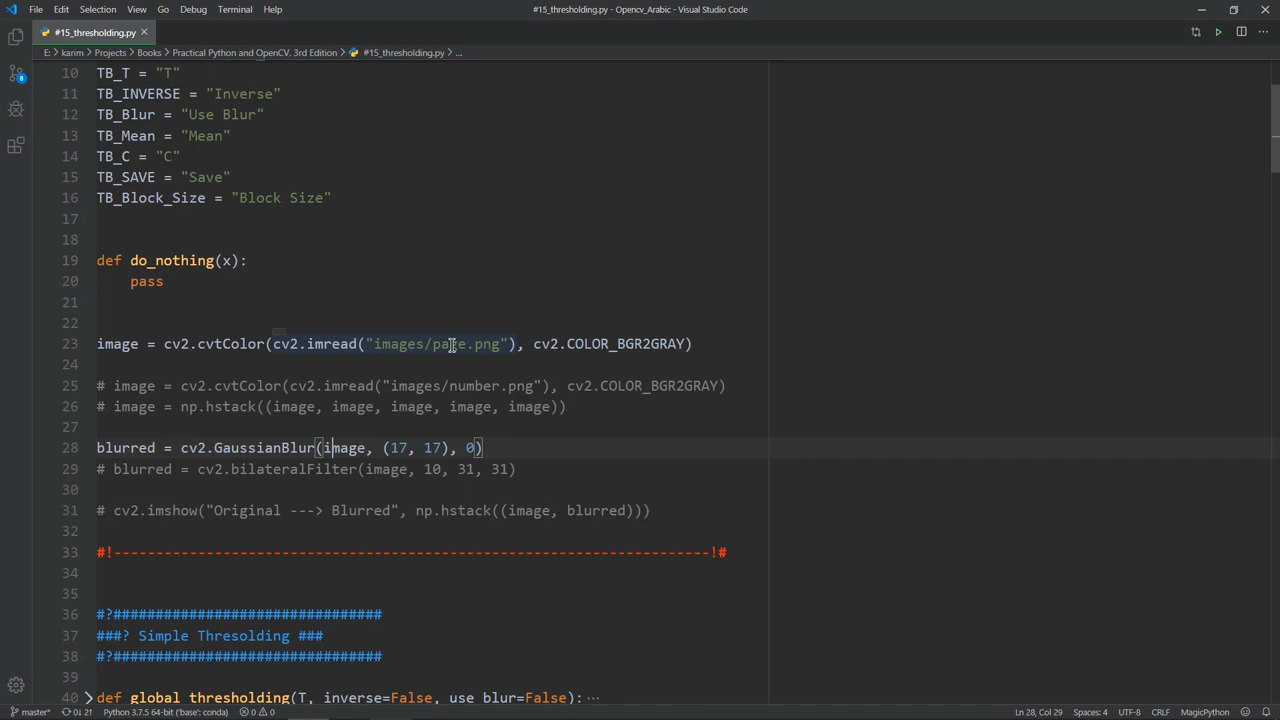 File Edit Selection View Go Debug Terminal Help #15_thresholding.py - Opencv_Arabic - Visual Studio Code
#15_thresholding.py
E: > karim > Projects > Books > Practical Python and OpenCV, 3rd Edition > #15_thresholding.py > ...
10 TB_T = "T"
11 TB_INVERSE = "Inverse"
12 TB_Blur = "Use Blur"
13 TB_Mean = "Mean"
14 TB_C = "C"
15 TB_SAVE = "Save"
16 TB_Block_Size = "Block Size"
17
18
19 def do_nothing(x):
20 pass
21
22
23 image = cv2.cvtColor(cv2.imread("images/page.png"), cv2.COLOR_BGR2GRAY)
24
25 # image = cv2.cvtColor(cv2.imread("images/number.png"), cv2.COLOR_BGR2GRAY)
26 # image = np.hstack((image, image, image, image, image))
27
28 blurred = cv2.GaussianBlur(image, (17, 17), 0)
29 # blurred = cv2.bilateralFilter(image, 10, 31, 31)
30
31 # cv2.imshow("Original ---> Blurred", np.hstack((image, blurred)))
32
33 #!-----------------------------------------------------------------------!#
34
35
36 #?################################
37 ###? Simple Thresolding ###
38 #?################################
39
40 def global_thresholding(T, inverse=False, use_blur=False): ...
8
master* 0↓ 21↑ Python 3.7.5 64-bit ('base': conda) 0 0 Ln 28, Col 29 Spaces: 4 UTF-8 CRLF MagicPython